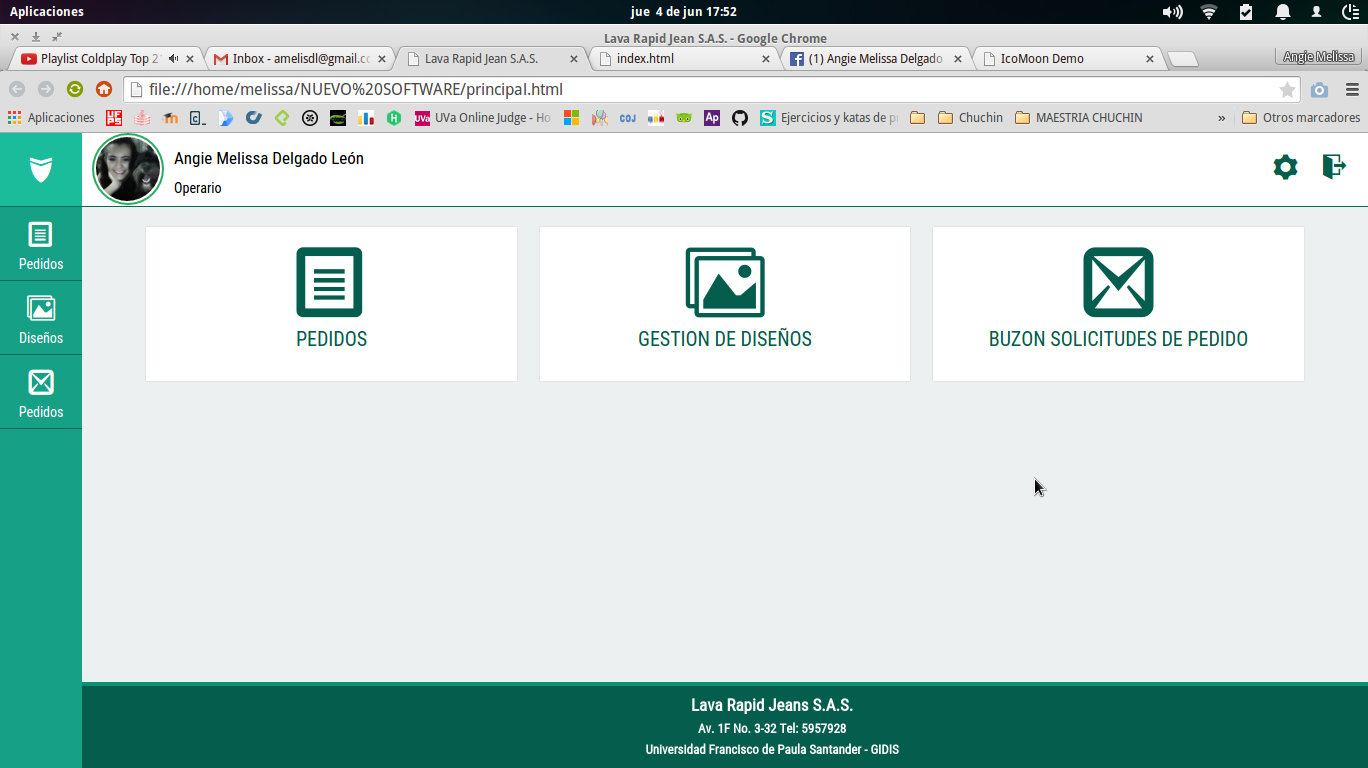 Aplicaciones
jue 4 de jun 17:52
Lava Rapid Jean S.A.S. - Google Chrome
Playlist Coldplay Top 2
Inbox - amelisdl@gmail.co
Lava Rapid Jean S.A.S.
index.html
(1) Angie Melissa Delgado
IcoMoon Demo
Angie Melissa
file:///home/melissa/NUEVO%20SOFTWARE/principal.html
Aplicaciones
UVa Online Judge - Ho
COJ
Ap
Ejercicios y katas de p
Chuchin
MAESTRIA CHUCHIN
»
Otros marcadores
Angie Melissa Delgado León
Operario
Pedidos
Diseños
Pedidos
PEDIDOS
GESTION DE DISEÑOS
BUZON SOLICITUDES DE PEDIDO
Lava Rapid Jeans S.A.S.
Av. 1F No. 3-32 Tel: 5957928
Universidad Francisco de Paula Santander - GIDIS